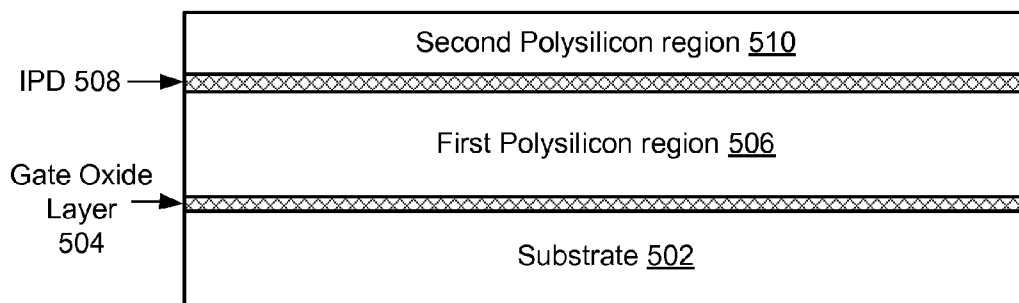 Second Polysilicon region 510
IPD 508
First Polysilicon region 506
Gate Oxide
Layer
504
Substrate 502